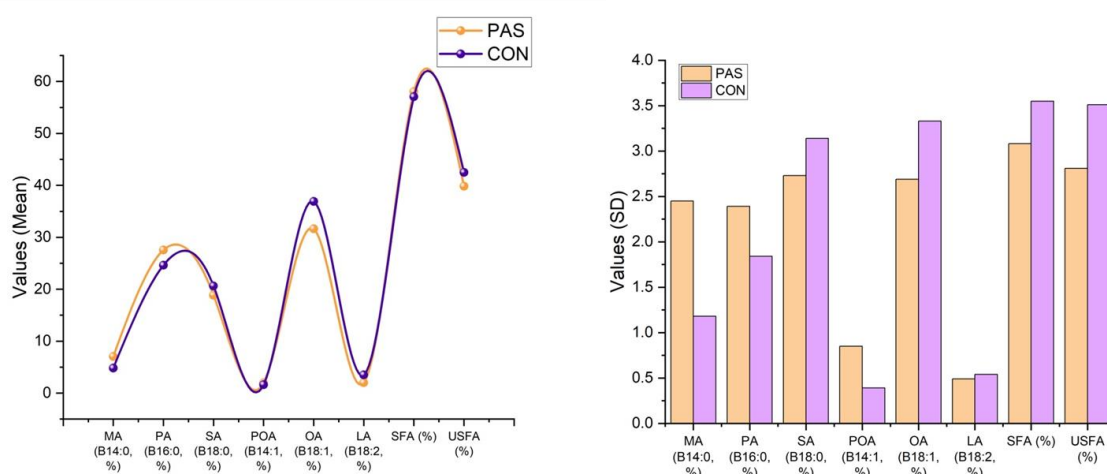 PAS
CON
Values (Mean)
60
50
40
30
20
10
0
MA (B14:0, %)
PA (B16:0, %)
SA (B18:0, %)
POA (B14:1, %)
OA (B18:1, %)
LA (B18:2, %)
SFA (%)
USFA (%)
PAS
CON
Values (SD)
4.0
3.5
3.0
2.5
2.0
1.5
1.0
0.5
0.0
MA (B14:0, %)
PA (B16:0, %)
SA (B18:0, %)
POA (B14:1, %)
OA (B18:1, %)
LA (B18:2, %)
SFA (%)
USFA (%)